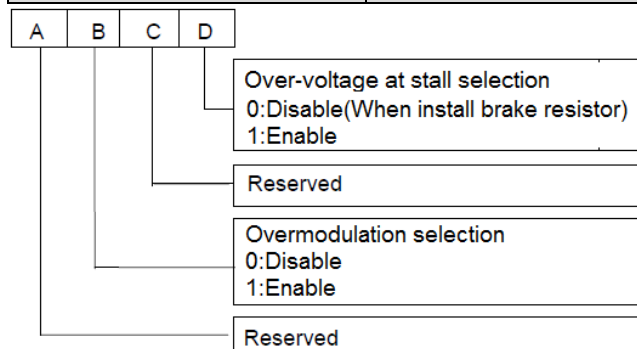 A B C D
Over-voltage at stall selection
0:Disable(When install brake resistor)
1:Enable
Reserved
Overmodulation selection
0:Disable
1:Enable
Reserved